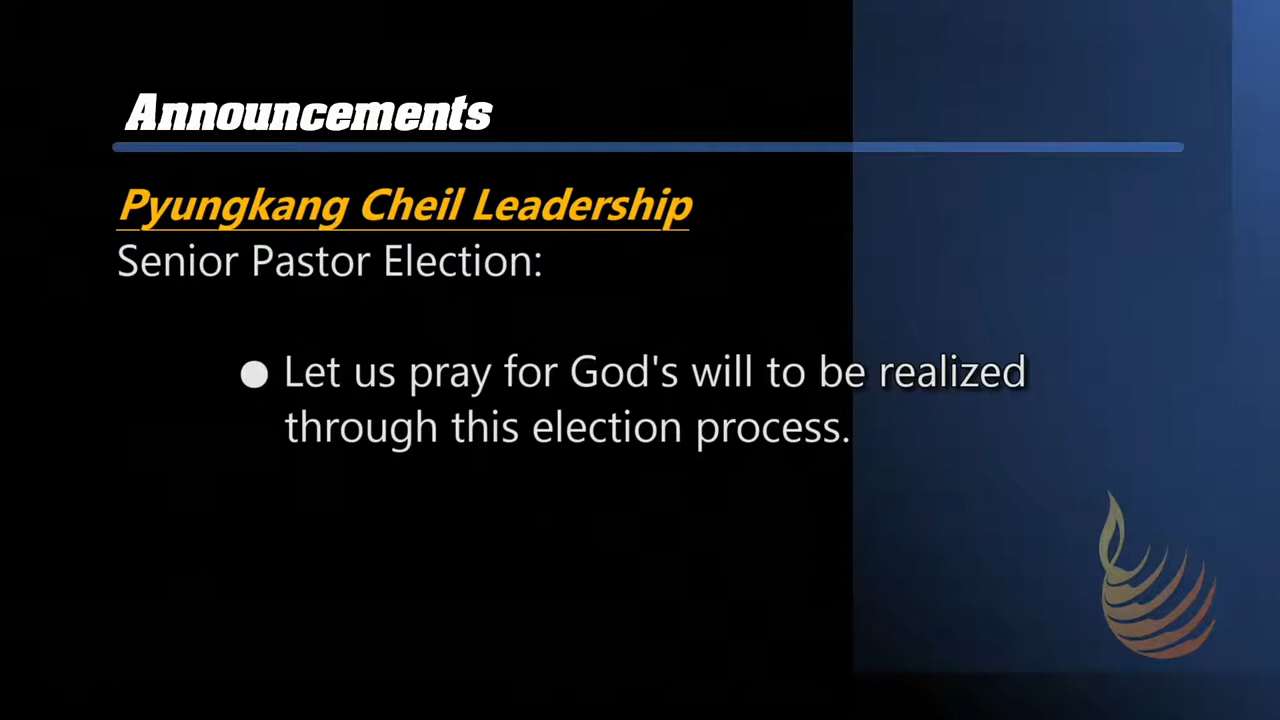 Announcements
Pyungkang Cheil Leadership
Senior Pastor Election:
● Let us pray for God's will to be realized
through this election process.